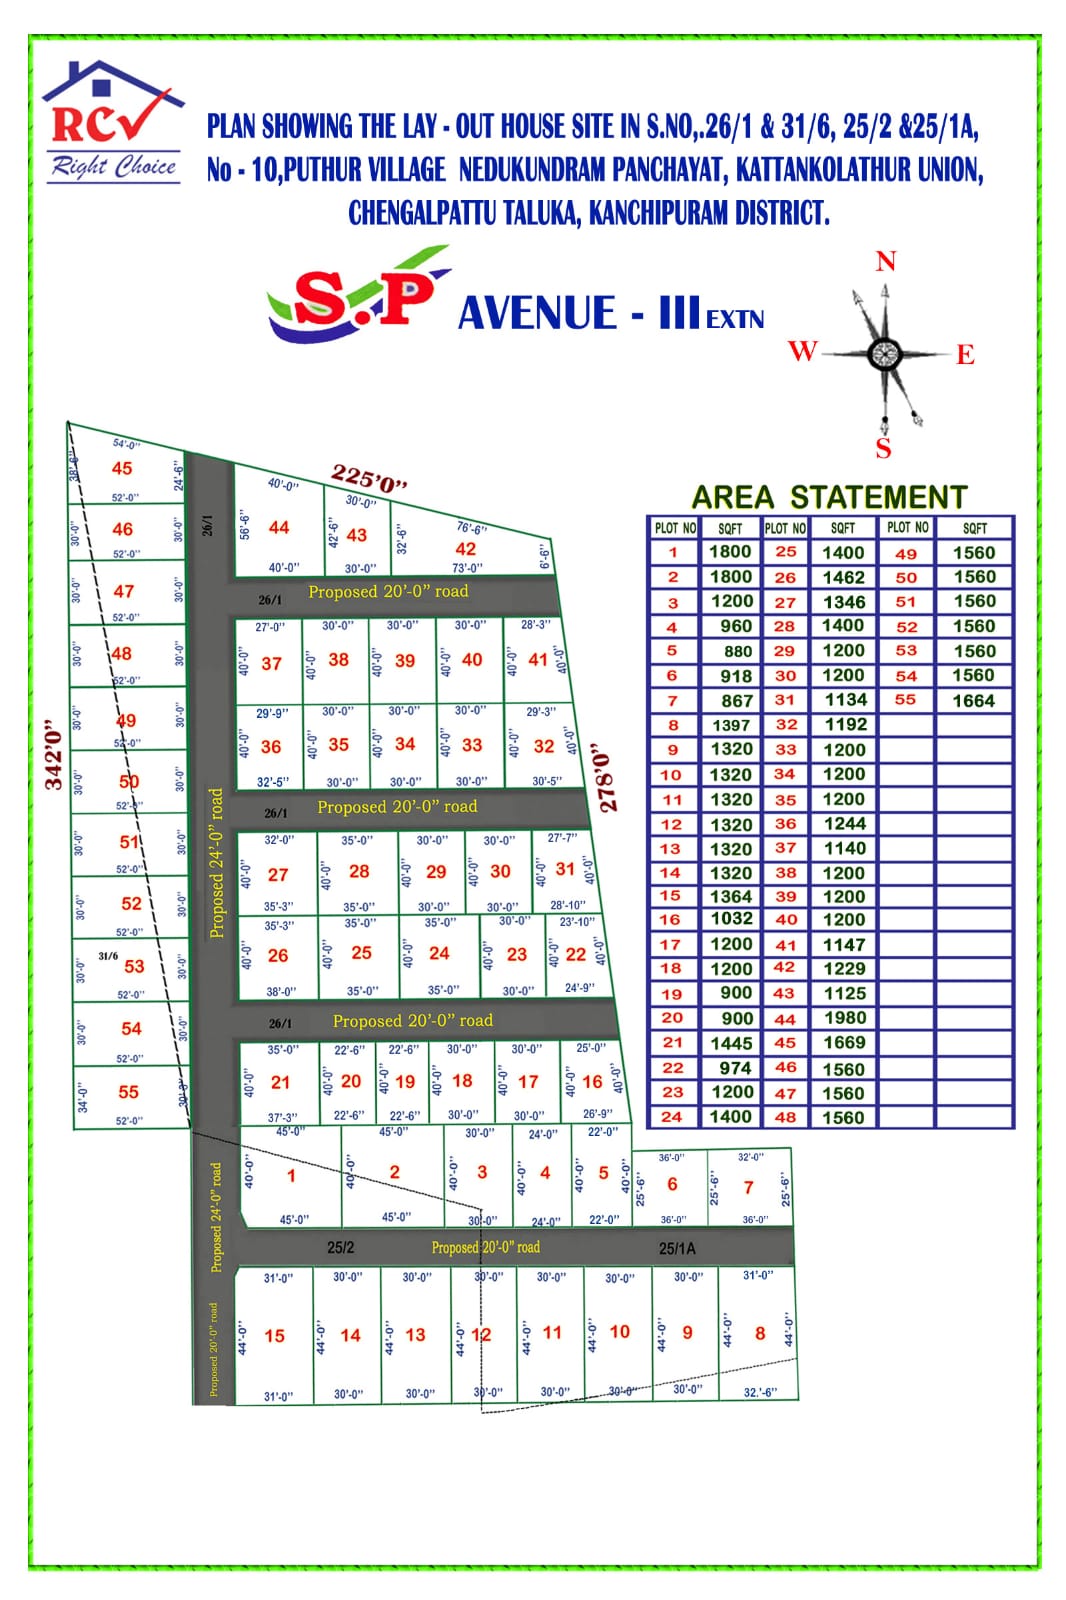 RCV
Right Choice
PLAN SHOWING THE LAY - OUT HOUSE SITE IN S.NO,.26/1 & 31/6, 25/2 &25/1A,
No - 10,PUTHUR VILLAGE NEDUKUNDRAM PANCHAYAT, KATTANKOLATHUR UNION,
CHENGALPATTU TALUKA, KANCHIPURAM DISTRICT.
S.P AVENUE - III EXTN
N
W E
S
225'0"
342'0"
278'0"
54'-0"
38'-6" 45 24'-6"
52'-0"
30'-0" 46 30'-0"
52'-0"
30'-0" 47 30'-0"
52'-0"
30'-0" 48 30'-0"
52'-0"
30'-0" 49 30'-0"
52'-0"
30'-0" 50 30'-0"
52'-0"
30'-0" 51 30'-0"
52'-0"
30'-0" 52 30'-0"
52'-0"
31/6
30'-0" 53 30'-0"
52'-0"
30'-0" 54 30'-0"
52'-0"
34'-0" 55 30'-0"
52'-0"
26/1
Proposed 24'-0" road
Proposed 24'-0" road
Proposed 20'-0" road
40'-0" 30'-0" 76'-6"
56'-6" 44 42'-6" 43 32'-6" 42 6'-6"
40'-0" 30'-0" 73'-0"
26/1 Proposed 20'-0" road
27'-0" 30'-0" 30'-0" 30'-0" 28'-3"
40'-0" 37 40'-0" 38 40'-0" 39 40'-0" 40 40'-0" 41 40'-0"
29'-9" 30'-0" 30'-0" 30'-0" 29'-3"
40'-0" 36 40'-0" 35 40'-0" 34 40'-0" 33 40'-0" 32 40'-0"
32'-5" 30'-0" 30'-0" 30'-0" 30'-5"
26/1 Proposed 20'-0" road
32'-0" 35'-0" 30'-0" 30'-0" 27'-7"
40'-0" 27 40'-0" 28 40'-0" 29 40'-0" 30 40'-0" 31 40'-0"
35'-3" 35'-0" 30'-0" 30'-0" 28'-10"
35'-3" 35'-0" 35'-0" 30'-0" 23'-10"
40'-0" 26 40'-0" 25 40'-0" 24 40'-0" 23 40'-0" 22 40'-0"
38'-0" 35'-0" 35'-0" 30'-0" 24'-9"
26/1 Proposed 20'-0" road
35'-0" 22'-6" 22'-6" 30'-0" 30'-0" 25'-0"
40'-0" 21 40'-0" 20 40'-0" 19 40'-0" 18 40'-0" 17 40'-0" 16 40'-0"
37'-3" 22'-6" 22'-6" 30'-0" 30'-0" 26'-9"
45'-0" 45'-0" 30'-0" 24'-0" 22'-0" 36'-0" 32'-0"
40'-0" 1 40'-0" 2 40'-0" 3 40'-0" 4 40'-0" 5 40'-0" 25'-6" 6 25'-6" 7 25'-6"
45'-0" 45'-0" 30'-0" 24'-0" 22'-0" 36'-0" 36'-0"
25/2 Proposed 20'-0" road 25/1A
31'-0" 30'-0" 30'-0" 30'-0" 30'-0" 30'-0" 30'-0" 31'-0"
44'-0" 15 44'-0" 14 44'-0" 13 44'-0" 12 44'-0" 11 44'-0" 10 44'-0" 9 44'-0" 8 44'-0"
31'-0" 30'-0" 30'-0" 30'-0" 30'-0" 30'-0" 30'-0" 32.'-6"
AREA STATEMENT
PLOT NO SQFT PLOT NO SQFT PLOT NO SQFT
1 1800 25 1400 49 1560
2 1800 26 1462 50 1560
3 1200 27 1346 51 1560
4 960 28 1400 52 1560
5 880 29 1200 53 1560
6 918 30 1200 54 1560
7 867 31 1134 55 1664
8 1397 32 1192
9 1320 33 1200
10 1320 34 1200
11 1320 35 1200
12 1320 36 1244
13 1320 37 1140
14 1320 38 1200
15 1364 39 1200
16 1032 40 1200
17 1200 41 1147
18 1200 42 1229
19 900 43 1125
20 900 44 1980
21 1445 45 1669
22 974 46 1560
23 1200 47 1560
24 1400 48 1560